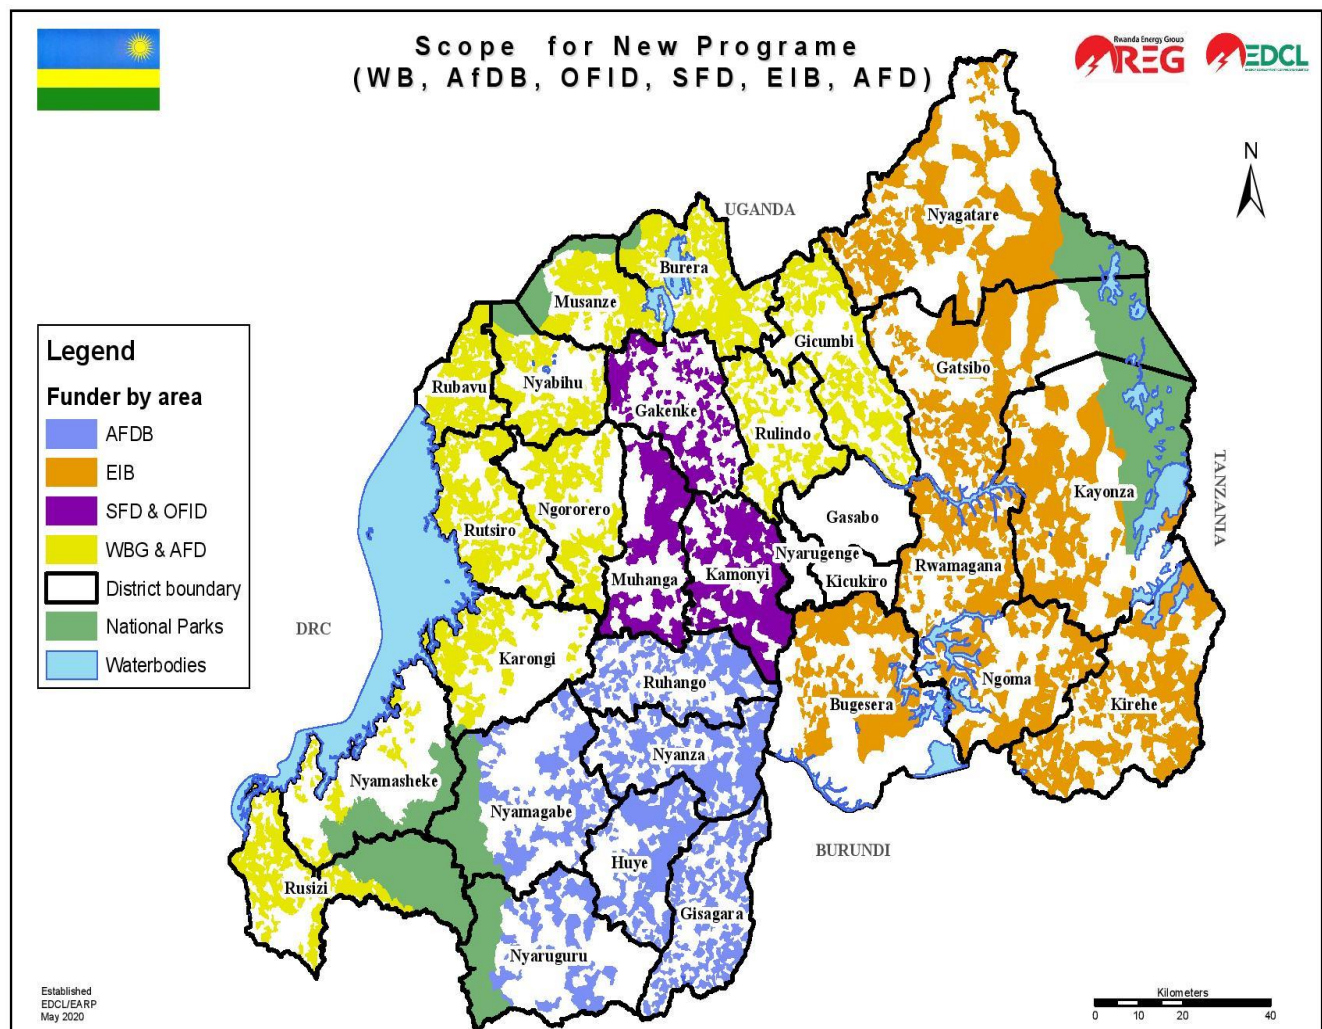 Scope for New Programe
(WB, AfDB, OFID, SFD, EIB, AFD)
Rwanda Energy Group
REG
EDCL
N
UGANDA
Nyagatare
Burera
Musanze
Gicumbi
Gatsibo
Rubavu
Nyabihu
Gakenke
Rulindo
Kayonza
TANZANIA
Ngororero
Rutsiro
Gasabo
Nyarugenge
Rwamagana
Muhanga
Kamonyi
Kicukiro
DRC
Karongi
Ruhango
Ngoma
Bugesera
Kirehe
Nyanza
Nyamasheke
Nyamagabe
BURUNDI
Huye
Rusizi
Gisagara
Nyaruguru
Legend
Funder by area
AFDB
EIB
SFD & OFID
WBG & AFD
District boundary
National Parks
Waterbodies
Established
EDCL/EARP
May 2020
Kilometers
0 10 20 40